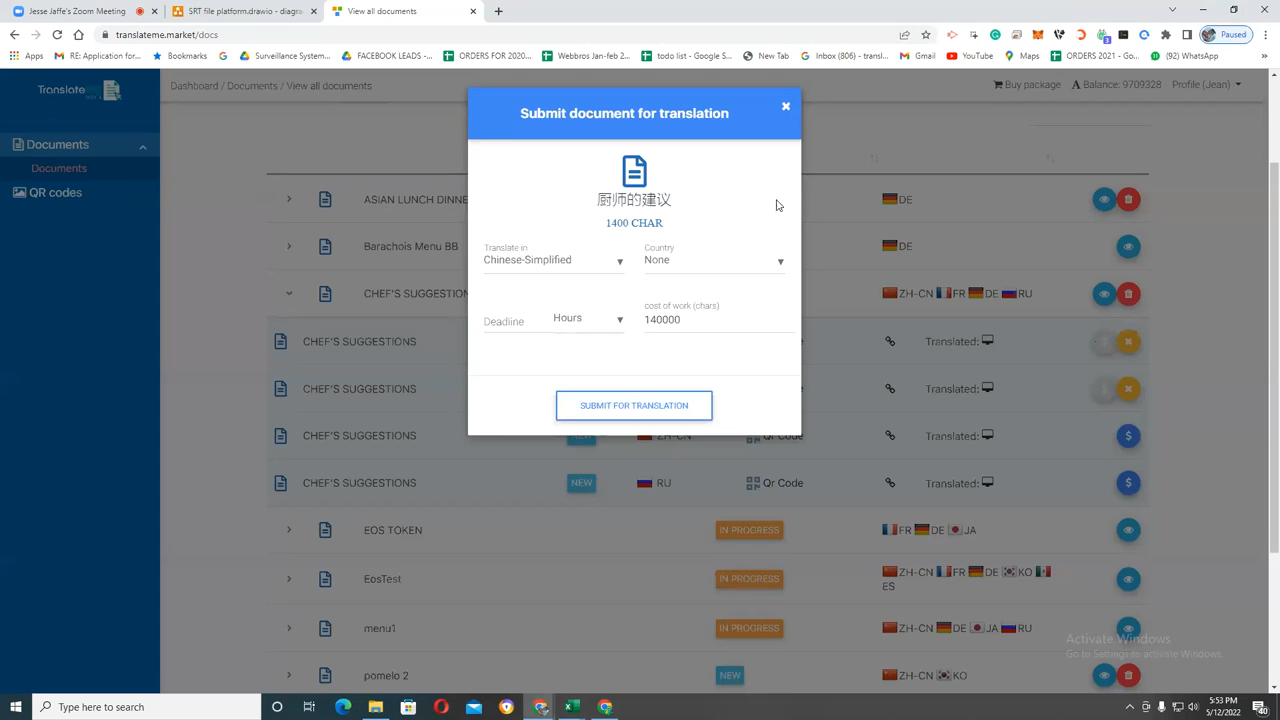 Jesse Jaffe's Zoom Meeting
SRT file platform.drawio - diagra
View all documents
translateme.market/docs
Paused
Apps
RE: Application for...
Bookmarks
Surveillance System...
FACEBOOK LEADS -...
ORDERS FOR 2020...
Webbros Jan-feb 2...
todo list - Google S...
New Tab
Inbox (806) - transl...
Gmail
YouTube
Maps
ORDERS 2021 - Go...
(92) WhatsApp
Translate
Dashboard / Documents / View all documents
Buy package
Balance: 9709328
Profile (Jean)
Documents
Documents
QR codes
Submit document for translation
厨师的建议
1400 CHAR
Translate in
Chinese-Simplified
Country
None
Deadline
Hours
cost of work (chars)
140000
SUBMIT FOR TRANSLATION
ASIAN LUNCH DINNE
DE
Barachois Menu BB
DE
CHEF'S SUGGESTION
ZH-CN FR DE RU
CHEF'S SUGGESTIONS
Translated:
CHEF'S SUGGESTIONS
Translated:
CHEF'S SUGGESTIONS NEW ZH-CN Qr Code Translated:
CHEF'S SUGGESTIONS NEW RU Qr Code Translated:
EOS TOKEN IN PROGRESS FR DE JA
EosTest IN PROGRESS ZH-CN FR DE KO
ES
menu1 IN PROGRESS ZH-CN DE JA RU
pomelo 2 NEW ZH-CN KO
Activate Windows
Go to Settings to activate Windows.
Type here to search
5:53 PM
5/12/2022